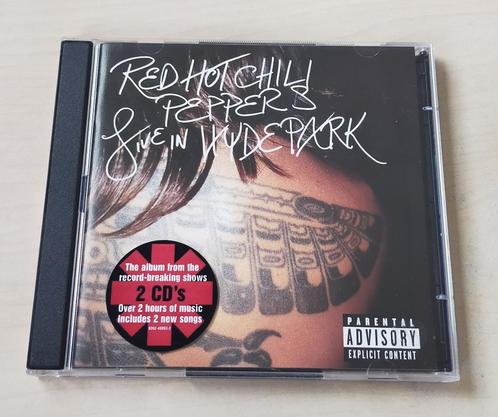 RED HOT CHILI
PEPPERS
LIVE IN HYDE PARK
The album from the
record-breaking shows
2 CD's
Over 2 hours of music
Includes 2 new songs
PARENTAL
ADVISORY
EXPLICIT CONTENT